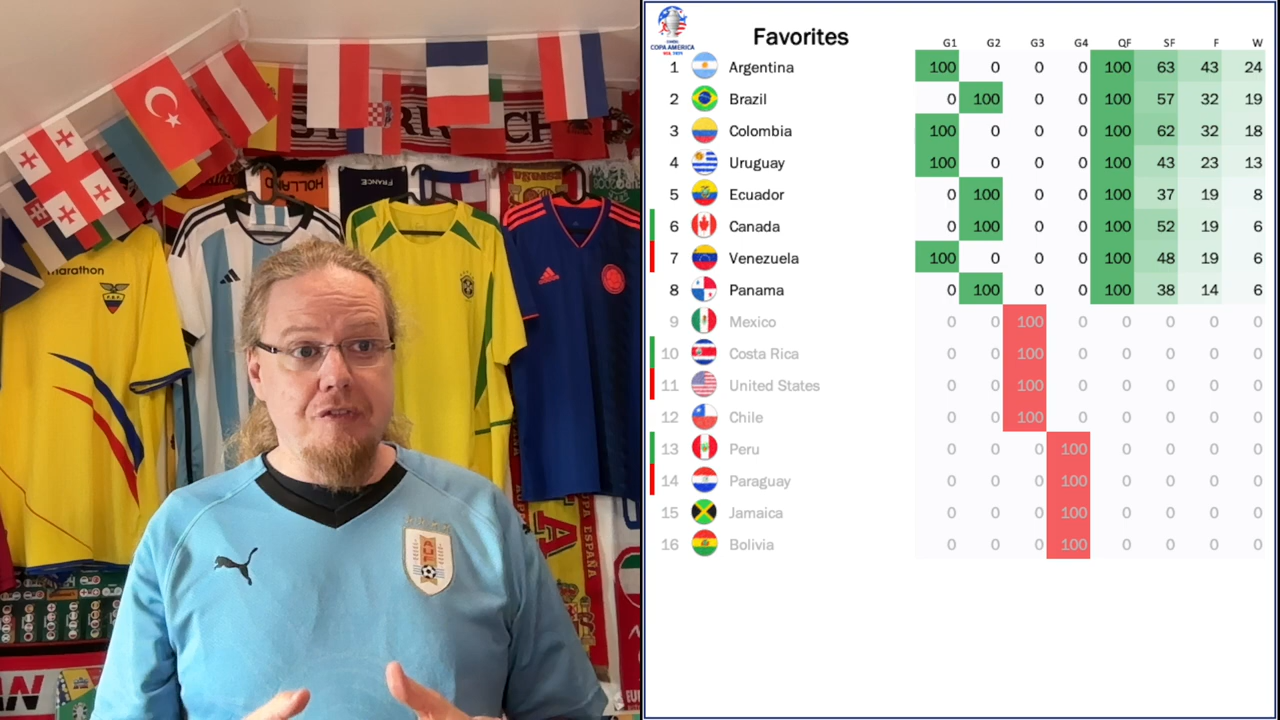 COPA AMERICA
Favorites G1 G2 G3 G4 QF SF F W
1 Argentina 100 0 0 0 100 63 43 24
2 Brazil 0 100 0 0 100 57 32 19
3 Colombia 100 0 0 0 100 62 32 18
4 Uruguay 100 0 0 0 100 43 23 13
5 Ecuador 0 100 0 0 100 37 19 8
6 Canada 0 100 0 0 100 52 19 6
7 Venezuela 100 0 0 0 100 48 19 6
8 Panama 0 100 0 0 100 38 14 6
9 Mexico 0 0 100 0 0 0 0 0
10 Costa Rica 0 0 100 0 0 0 0 0
11 United States 0 0 100 0 0 0 0 0
12 Chile 0 0 100 0 0 0 0 0
13 Peru 0 0 0 100 0 0 0 0
14 Paraguay 0 0 0 100 0 0 0 0
15 Jamaica 0 0 0 100 0 0 0 0
16 Bolivia 0 0 0 100 0 0 0 0
HOLLAND
FRANCE
marathon
ESPAÑA